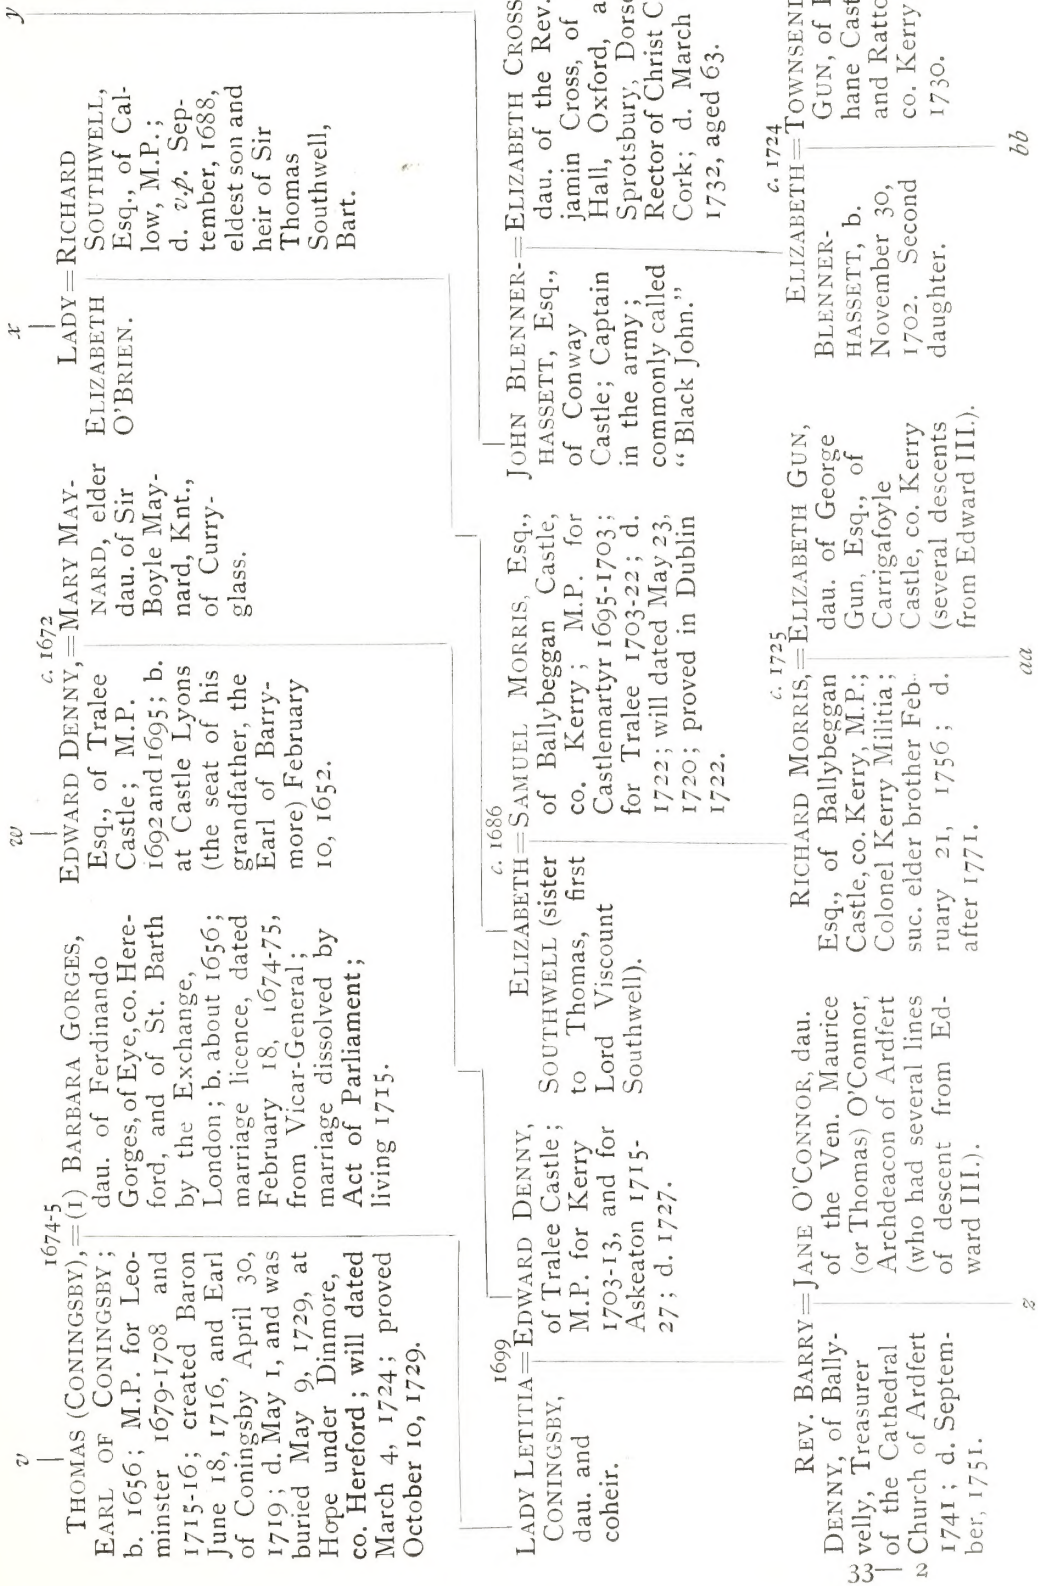 v
1674-5
THOMAS (CONINGSBY),=(1) BARBARA GORGES,
EARL OF CONINGSBY;
b. 1656; M.P. for Leo-
minster 1679-1708 and
1715-16; created Baron
June 18, 1716, and Earl
of Coningsby April 30,
1719; d. May 1, and was
buried May 9, 1729, at
Hope under Dinmore,
co. Hereford; will dated
March 4, 1724; proved
October 10, 1729.
dau. of Ferdinando
Gorges, of Eye, co. Here-
ford, and of St. Barth
by the Exchange,
London; b. about 1656;
marriage licence, dated
February 18, 1674-75,
from Vicar-General;
marriage dissolved by
Act of Parliament;
living 1715.
w
c. 1672
EDWARD DENNY,=MARY MAY-
Esq., of Tralee
Castle; M.P.
1692 and 1695; b.
at Castle Lyons
(the seat of his
grandfather, the
Earl of Barry-
more) February
10, 1652.
NARD, elder
dau. of Sir
Boyle May-
nard, Knt.,
of Curry-
glass.
x
LADY=RICHARD
ELIZABETH
O'BRIEN.
SOUTHWELL,
Esq., of Cal-
low, M.P.;
d. v.p. Sep-
tember, 1688,
eldest son and
heir of Sir
Thomas
Southwell,
Bart.
y
1699
LADY LETITIA=EDWARD DENNY,
CONINGSBY,
dau. and
coheir.
of Tralee Castle;
M.P. for Kerry
1703-13, and for
Askeaton 1715-
27; d. 1727.
c. 1686
ELIZABETH=SAMUEL MORRIS, Esq.,
SOUTHWELL (sister
to Thomas, first
Lord Viscount
Southwell).
of Ballybeggan Castle,
co. Kerry; M.P. for
Castlemartyr 1695-1703;
for Tralee 1703-22; d.
1722; will dated May 23,
1720; proved in Dublin
1722.
JOHN BLENNER-=ELIZABETH CROSS
HASSETT, Esq.,
of Conway
Castle; Captain
in the army;
commonly called
"Black John."
dau. of the Rev.
jamin Cross, of
Hall, Oxford, a
Sprotsbury, Dors
Rector of Christ C
Cork; d. March
1732, aged 63.
REV. BARRY=JANE O'CONNOR, dau.
DENNY, of Bally-
velly, Treasurer
of the Cathedral
Church of Ardfert
1741; d. Septem-
ber, 1751.
of the Ven. Maurice
(or Thomas) O'Connor,
Archdeacon of Ardfert
(who had several lines
of descent from Ed-
ward III.).
z
c. 1725
RICHARD MORRIS,=ELIZABETH GUN,
Esq., of Ballybeggan
Castle, co. Kerry, M.P.;
Colonel Kerry Militia;
suc. elder brother Feb-
ruary 21, 1756; d.
after 1771.
dau. of George
Gun, Esq., of
Carrigafoyle
Castle, co. Kerry
(several descents
from Edward III.).
aa
c. 1724
ELIZABETH=TOWNSEND
BLENNER-
HASSETT, b.
November 30,
1702. Second
daughter.
GUN, of
hane Cast
and Ratto
co. Kerry
1730.
bb
33
2